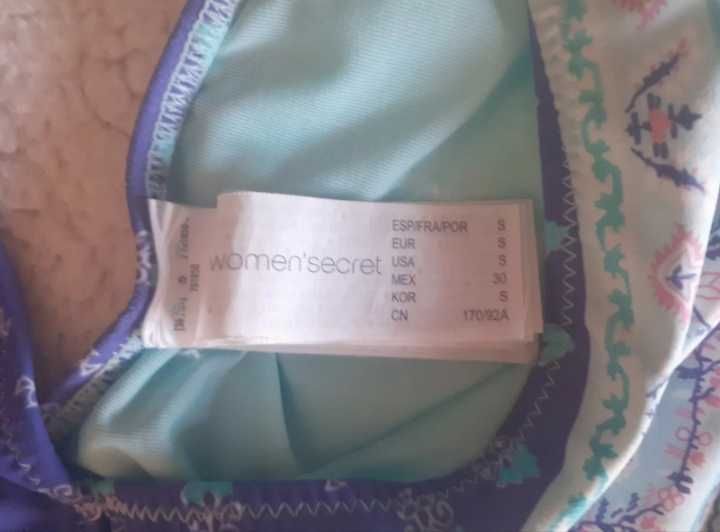 women'secret
ESP/FRA/POR S
EUR S
USA S
MEX 30
KOR S
CN 170/92A